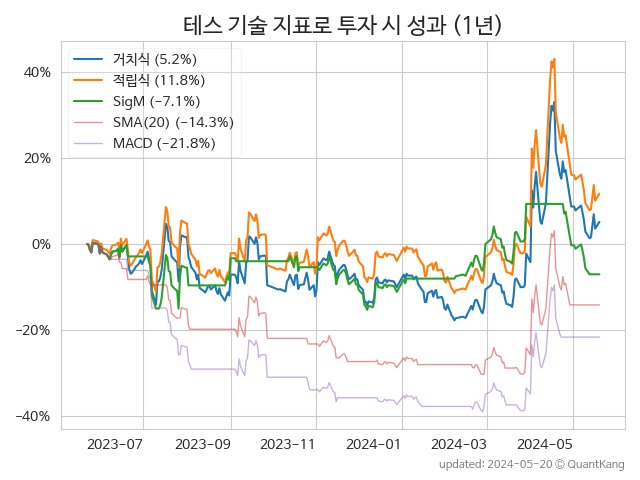 테스 기술 지표로 투자 시 성과 (1년)
거치식 (5.2%)
적립식 (11.8%)
SigM (−7.1%)
SMA(20) (−14.3%)
MACD (−21.8%)
40%
20%
0%
−20%
−40%
2023−07 2023−09 2023−11 2024−01 2024−03 2024−05
updated: 2024−05−20 © QuantKang